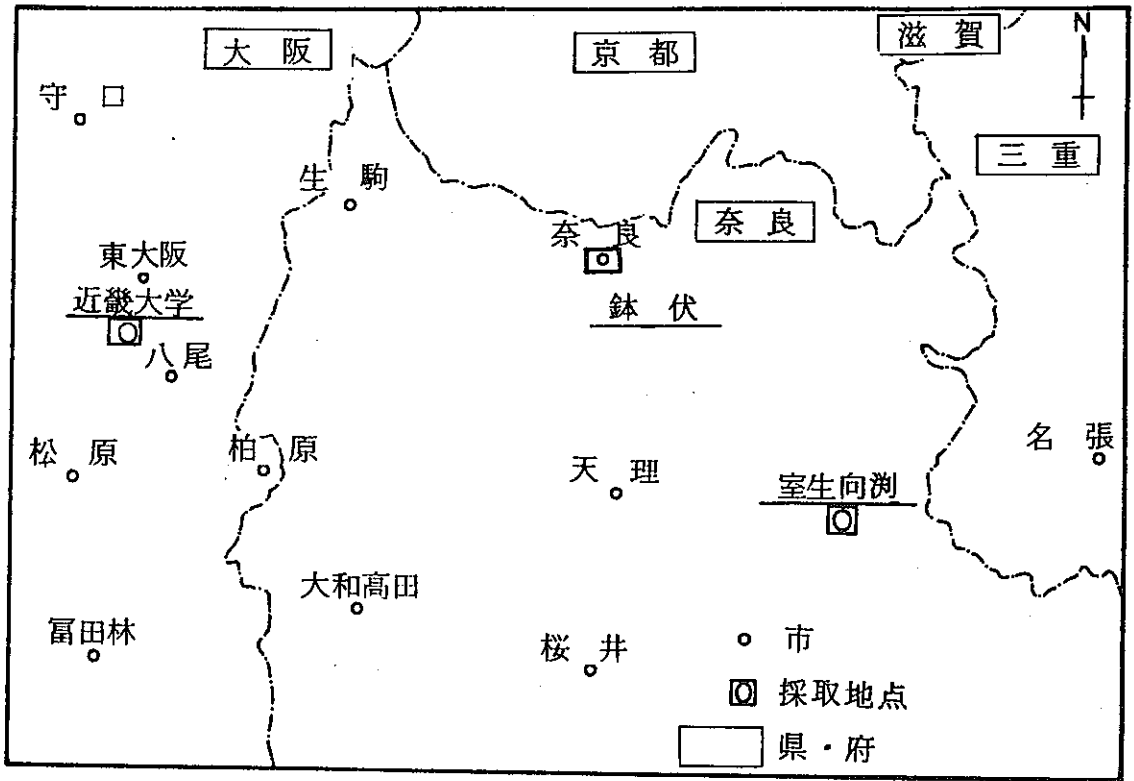 大阪
京都
滋賀
N
守口
三重
生駒
奈良
奈良
東大阪
近畿大学
鉢伏
八尾
松原
柏原
名張
天理
室生向渕
大和高田
冨田林
桜井
市
採取地点
県・府